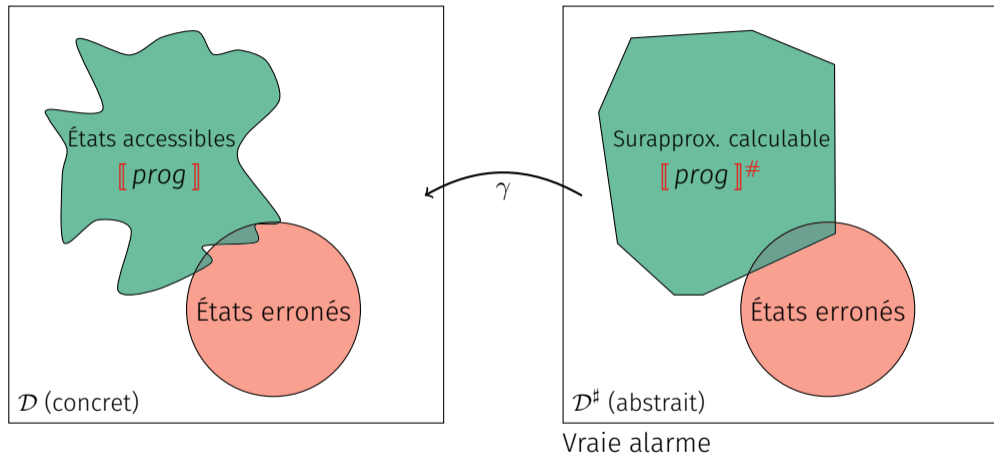 États accessibles
⟦ prog ⟧
États erronés
𝒟 (concret)
γ
Surapprox. calculable
⟦ prog ⟧#
États erronés
𝒟♯ (abstrait)
Vraie alarme